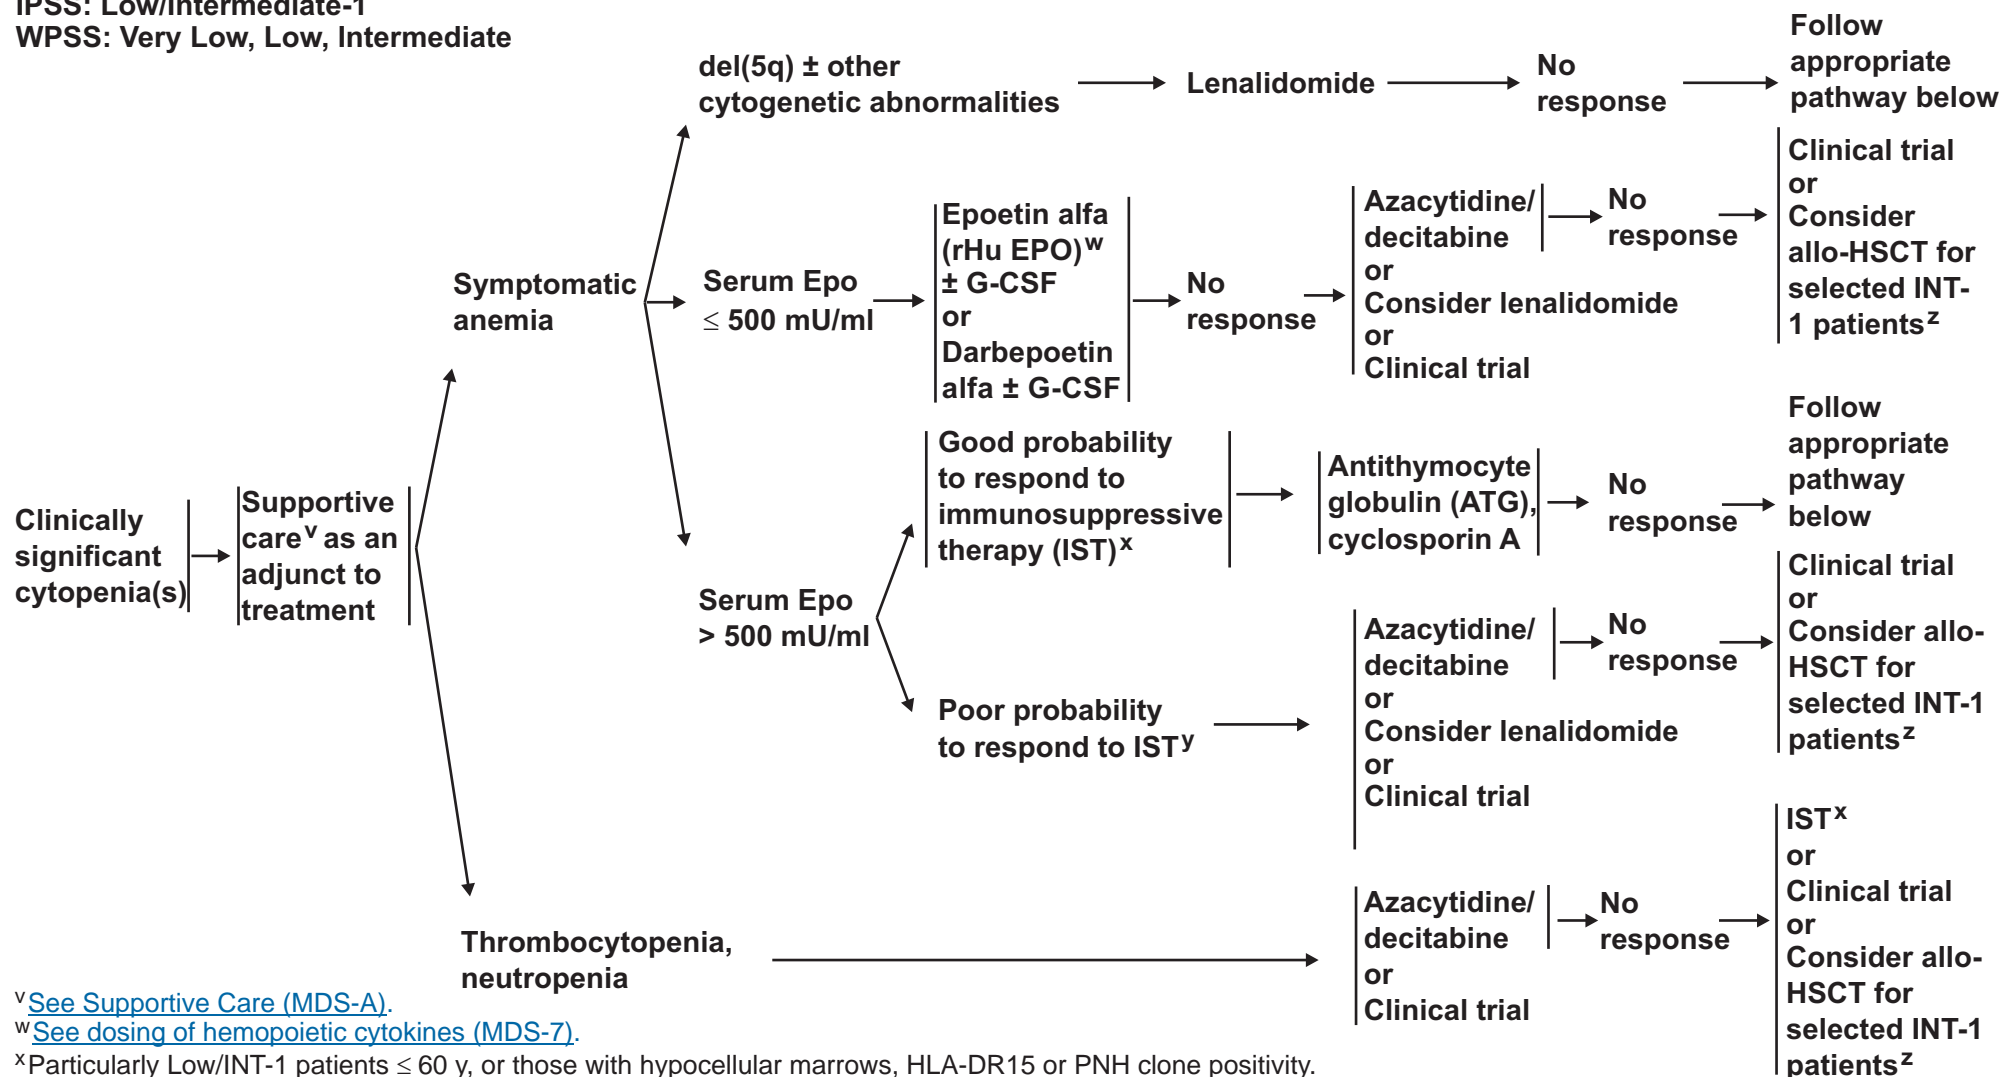 IPSS: Low/Intermediate-1
WPSS: Very Low, Low, Intermediate
del(5q) ± other
cytogenetic abnormalities
Lenalidomide
No
response
Follow
appropriate
pathway below
Symptomatic
anemia
Serum Epo
≤ 500 mU/ml
Epoetin alfa
(rHu EPO)ʷ
± G-CSF
or
Darbepoetin
alfa ± G-CSF
No
response
Azacytidine/
decitabine
or
Consider lenalidomide
or
Clinical trial
No
response
Clinical trial
or
Consider
allo-HSCT for
selected INT-
1 patientsᶻ
Clinically
significant
cytopenia(s)
Supportive
careᵛ as an
adjunct to
treatment
Serum Epo
> 500 mU/ml
Good probability
to respond to
immunosuppressive
therapy (IST)ˣ
Antithymocyte
globulin (ATG),
cyclosporin A
No
response
Follow
appropriate
pathway
below
Poor probability
to respond to ISTʸ
Azacytidine/
decitabine
or
Consider lenalidomide
or
Clinical trial
No
response
Clinical trial
or
Consider allo-
HSCT for
selected INT-1
patientsᶻ
Thrombocytopenia,
neutropenia
Azacytidine/
decitabine
or
Clinical trial
No
response
ISTˣ
or
Clinical trial
or
Consider allo-
HSCT for
selected INT-1
patientsᶻ
ᵛSee Supportive Care (MDS-A).
ʷSee dosing of hemopoietic cytokines (MDS-7).
ˣParticularly Low/INT-1 patients ≤ 60 y, or those with hypocellular marrows, HLA-DR15 or PNH clone positivity.